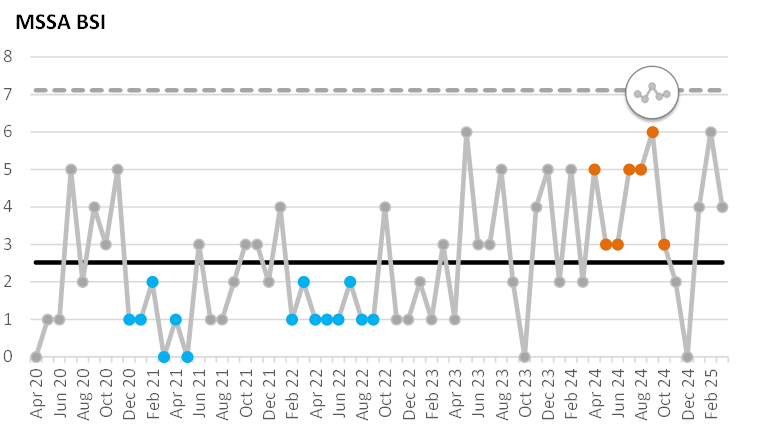 MSSA BSI
8
7
6
5
4
3
2
1
0
Apr 20
Jun 20
Aug 20
Oct 20
Dec 20
Feb 21
Apr 21
Jun 21
Aug 21
Oct 21
Dec 21
Feb 22
Apr 22
Jun 22
Aug 22
Oct 22
Dec 22
Feb 23
Apr 23
Jun 23
Aug 23
Oct 23
Dec 23
Feb 24
Apr 24
Jun 24
Aug 24
Oct 24
Dec 24
Feb 25